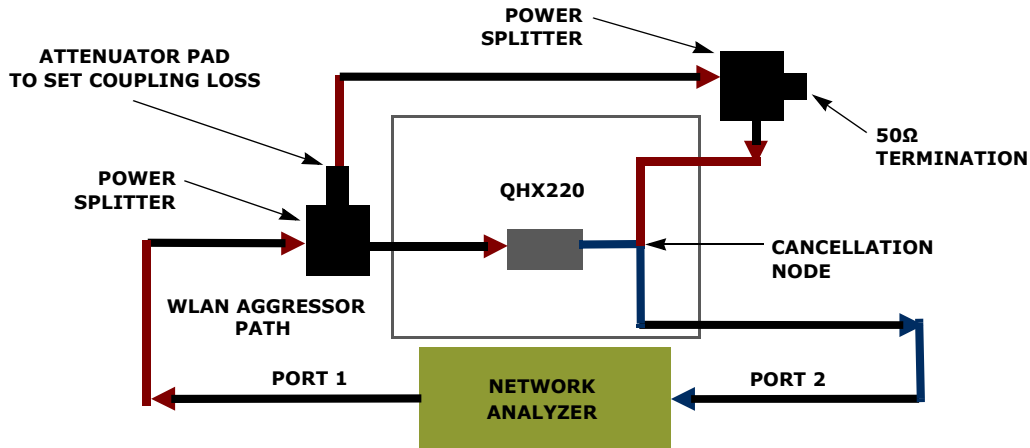 POWER
SPLITTER
ATTENUATOR PAD
TO SET COUPLING LOSS
50Ω
TERMINATION
POWER
SPLITTER
QHX220
CANCELLATION
NODE
WLAN AGGRESSOR
PATH
PORT 1
NETWORK
ANALYZER
PORT 2